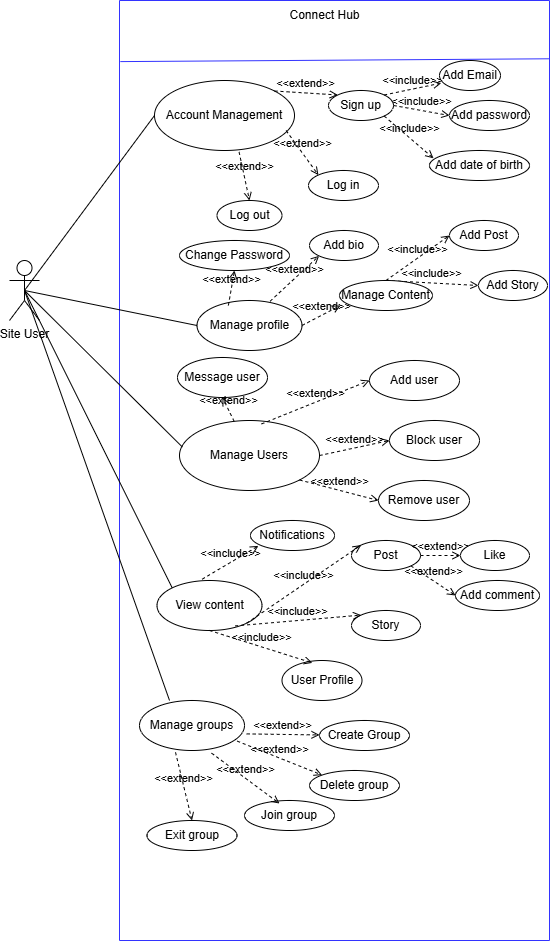 Connect Hub
<<extend>>
<<include>>
Add Email
Account Management
Sign up
<<include>>
Add password
<<include>>
<<extend>>
<<extend>>
Add date of birth
Log in
Log out
Change Password
Add bio
<<include>>
Add Post
Site User
<<extend>>
<<extend>>
<<include>>
Add Story
Manage Content
<<extend>>
Manage profile
Message user
<<extend>>
<<extend>>
Add user
Manage Users
<<extend>>
Block user
<<extend>>
Remove user
Notifications
<<include>>
Post
<<extend>>
Like
<<include>>
<<extend>>
Add comment
View content
<<include>>
Story
<<include>>
User Profile
Manage groups
<<extend>>
Create Group
<<extend>>
<<extend>>
<<extend>>
Delete group
Join group
Exit group